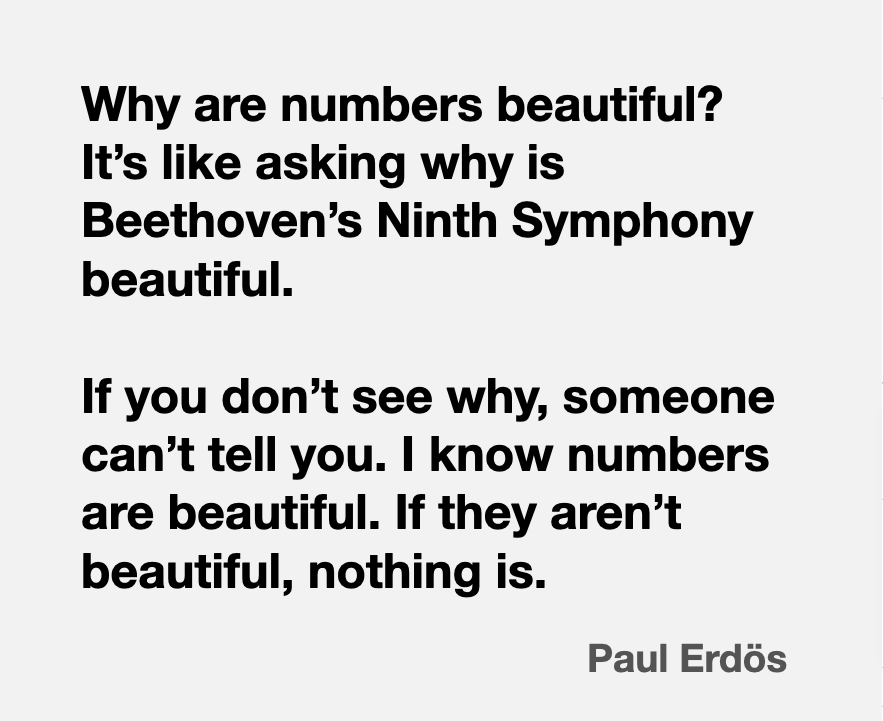 Why are numbers beautiful?
It’s like asking why is
Beethoven’s Ninth Symphony
beautiful.
If you don’t see why, someone
can’t tell you. I know numbers
are beautiful. If they aren’t
beautiful, nothing is.
Paul Erdös